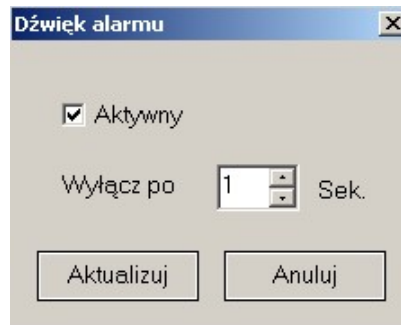 Dźwięk alarmu
Aktywny
Wyłącz po 1 Sek.
Aktualizuj Anuluj